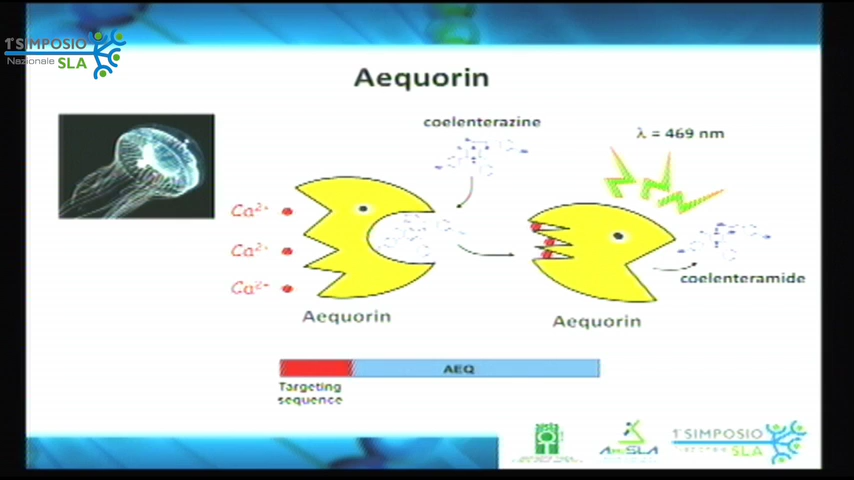 1°SIMPOSIO
Nazionale SLA
Aequorin
coelenterazine
λ = 469 nm
Ca²⁺
Ca²⁺
Ca²⁺
coelenteramide
Aequorin
Aequorin
AEQ
Targeting
sequence
1°SIMPOSIO
SLA